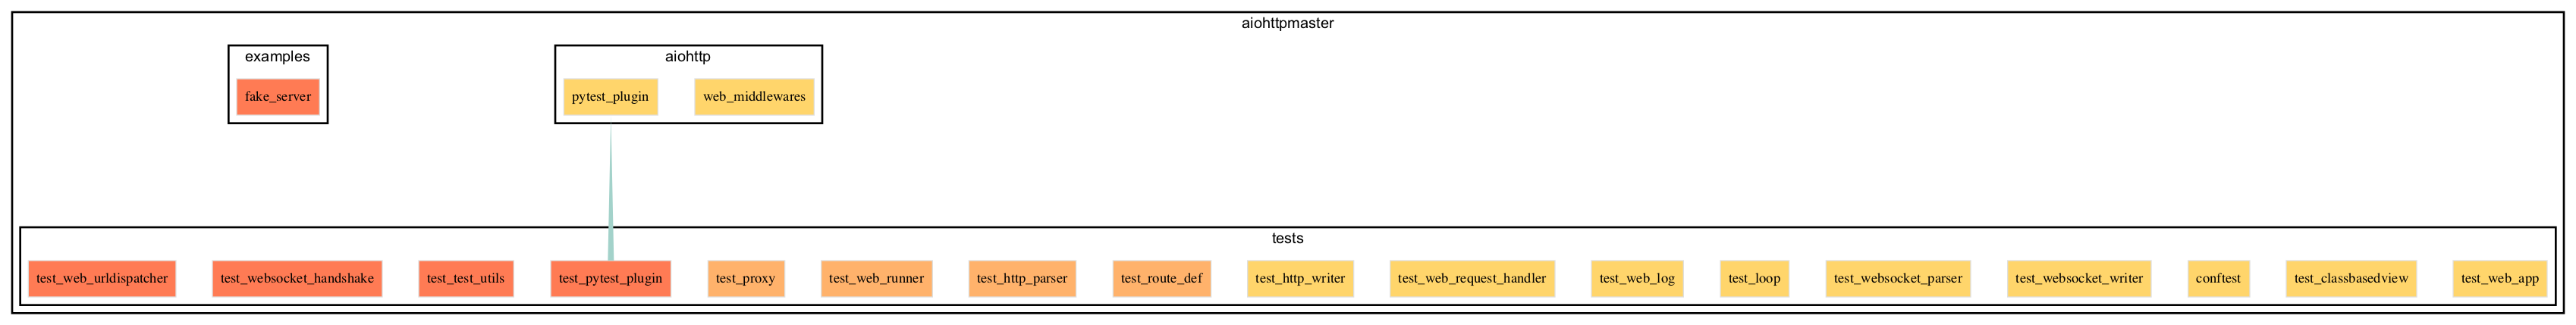 aiohttpmaster
examples
aiohttp
fake_server
pytest_plugin
web_middlewares
tests
test_web_urldispatcher
test_websocket_handshake
test_test_utils
test_pytest_plugin
test_proxy
test_web_runner
test_http_parser
test_route_def
test_http_writer
test_web_request_handler
test_web_log
test_loop
test_websocket_parser
test_websocket_writer
conftest
test_classbasedview
test_web_app